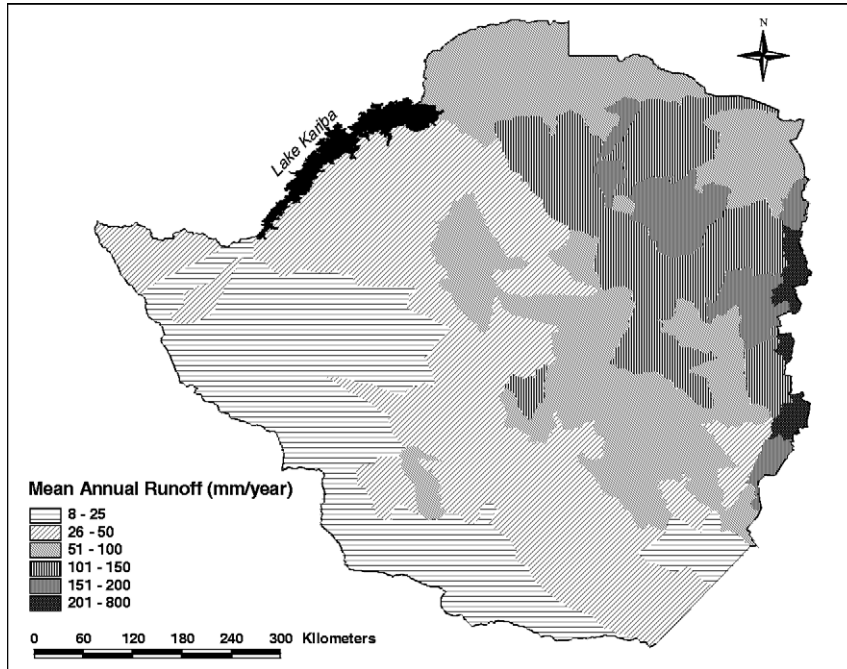 N
Lake Kariba
Mean Annual Runoff (mm/year)
8 - 25
26 - 50
51 - 100
101 - 150
151 - 200
201 - 800
0 60 120 180 240 300 Kilometers